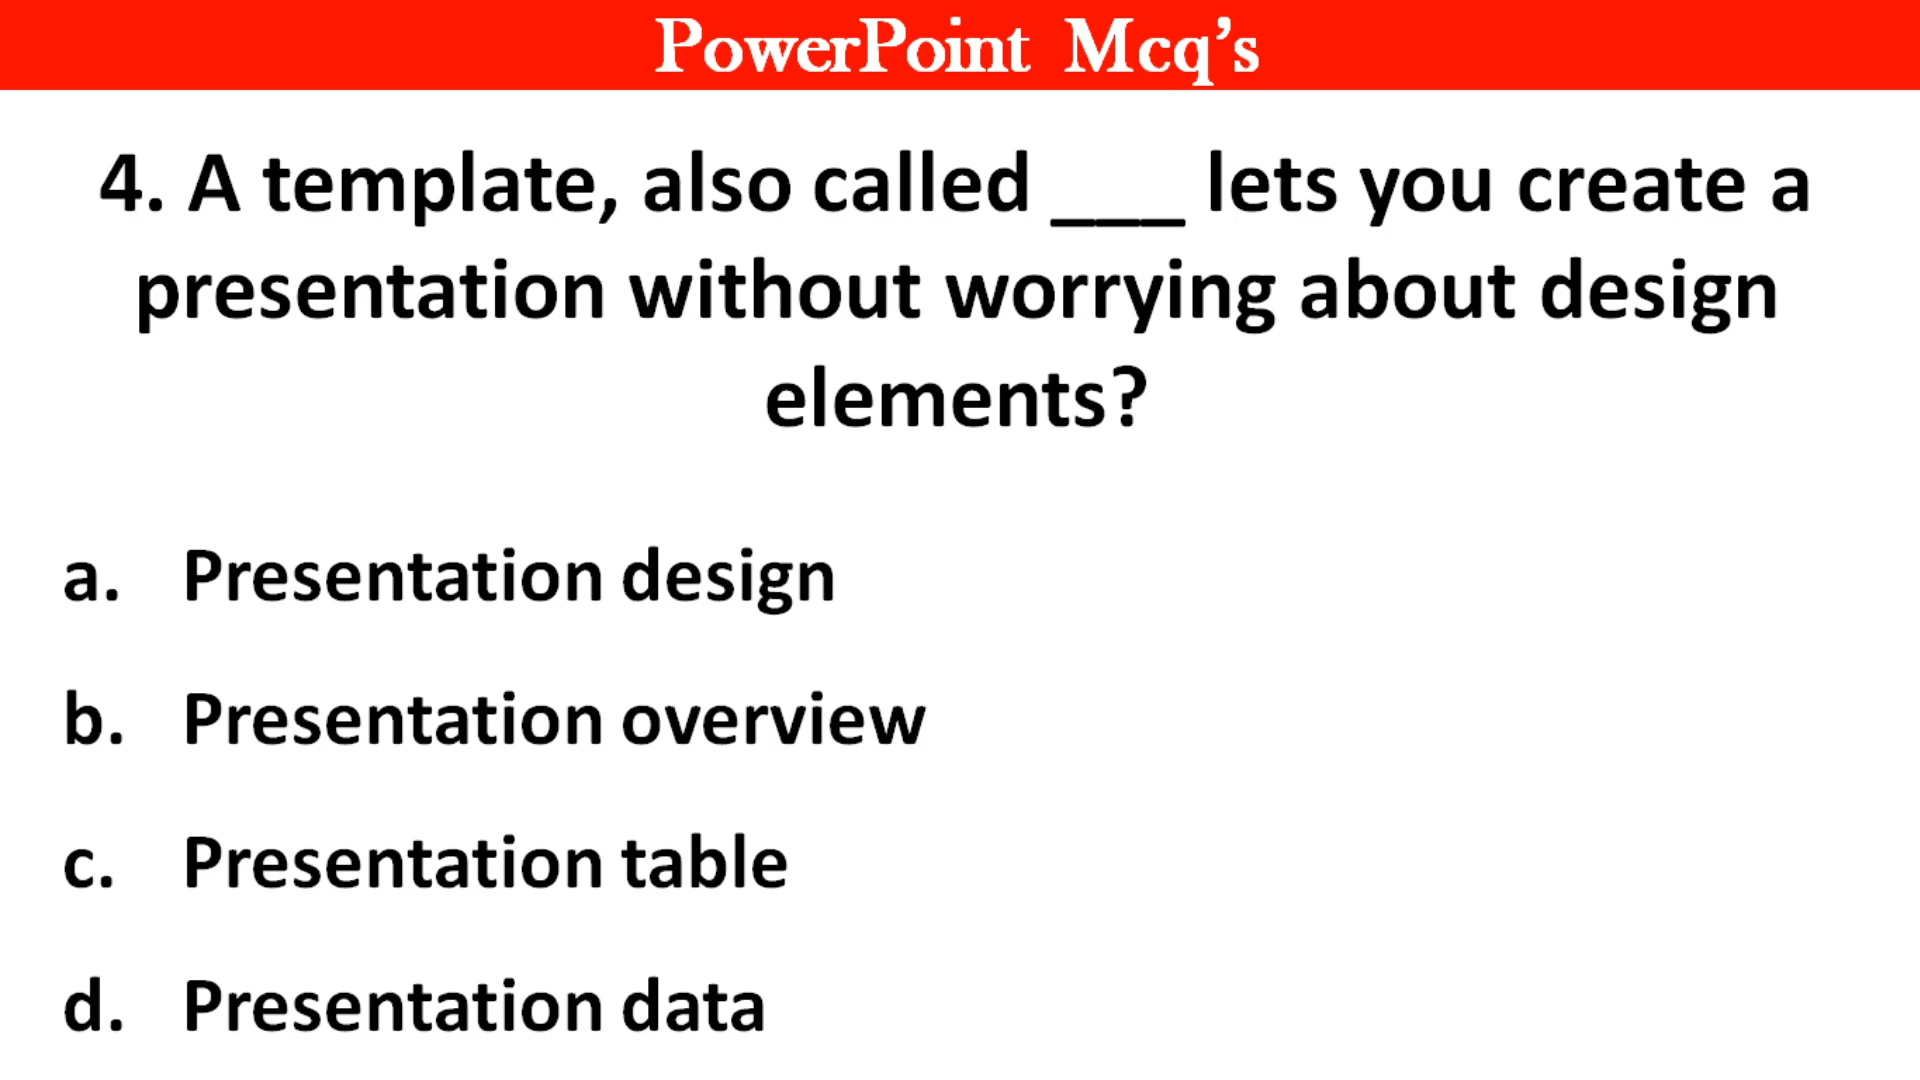 PowerPoint Mcq’s
4. A template, also called ___ lets you create a
presentation without worrying about design
elements?
a. Presentation design
b. Presentation overview
c. Presentation table
d. Presentation data